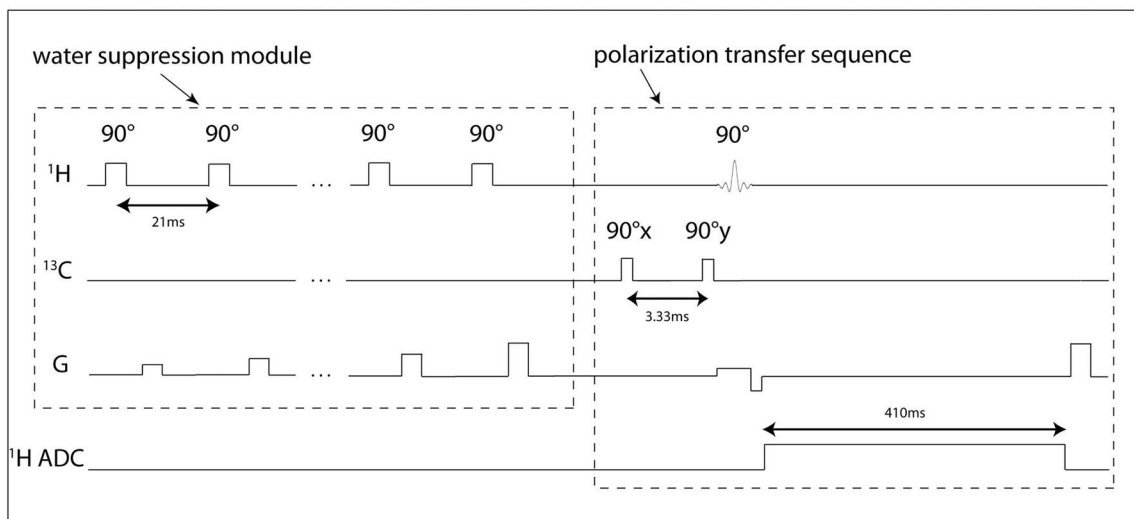 water suppression module
polarization transfer sequence
90° 90° 90° 90° 90°
¹H
...
21ms
90°x 90°y
¹³C
...
3.33ms
G
...
410ms
¹H ADC